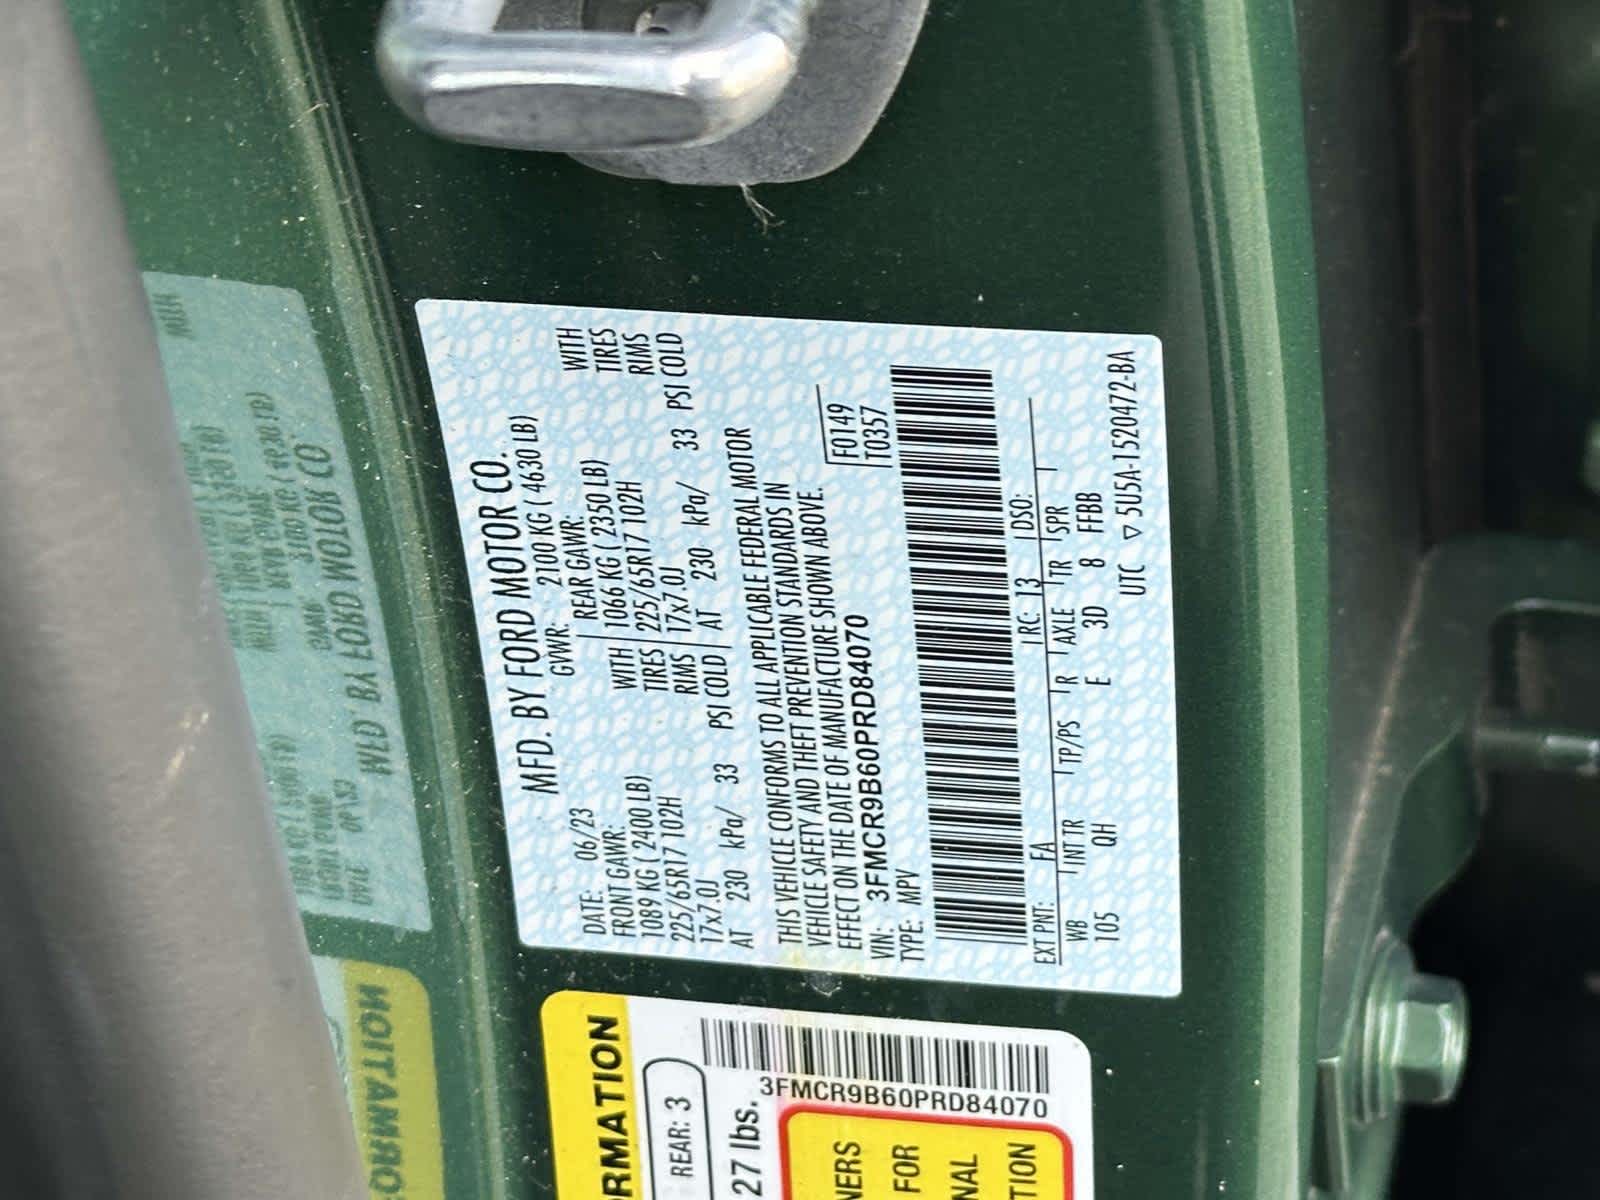 MFD. BY FORD MOTOR CO.
DATE: 06/23 GVWR: 2100 KG ( 4630 LB)
FRONT GAWR: REAR GAWR:
1089 KG ( 2400 LB) WITH 1066 KG ( 2350 LB) WITH
225/65R17 102H TIRES 225/65R17 102H TIRES
17x7.0J RIMS 17x7.0J RIMS
AT 230 kPa/ 33 PSI COLD AT 230 kPa/ 33 PSI COLD
THIS VEHICLE CONFORMS TO ALL APPLICABLE FEDERAL MOTOR
VEHICLE SAFETY AND THEFT PREVENTION STANDARDS IN
EFFECT ON THE DATE OF MANUFACTURE SHOWN ABOVE.
VIN: 3FMCR9B60PRD84070 F0149
TYPE: MPV T0357
EXT PNT: FA RC: 13 DSO:
WB INT TR TP/PS R AXLE TR SPR
105 QH E 3D 8 FFBB
UTC ▽ 5U5A-1520472-BA
ORMATION
REAR: 3
27 lbs.
3FMCR9B60PRD84070
NERS
FOR
NAL
TION